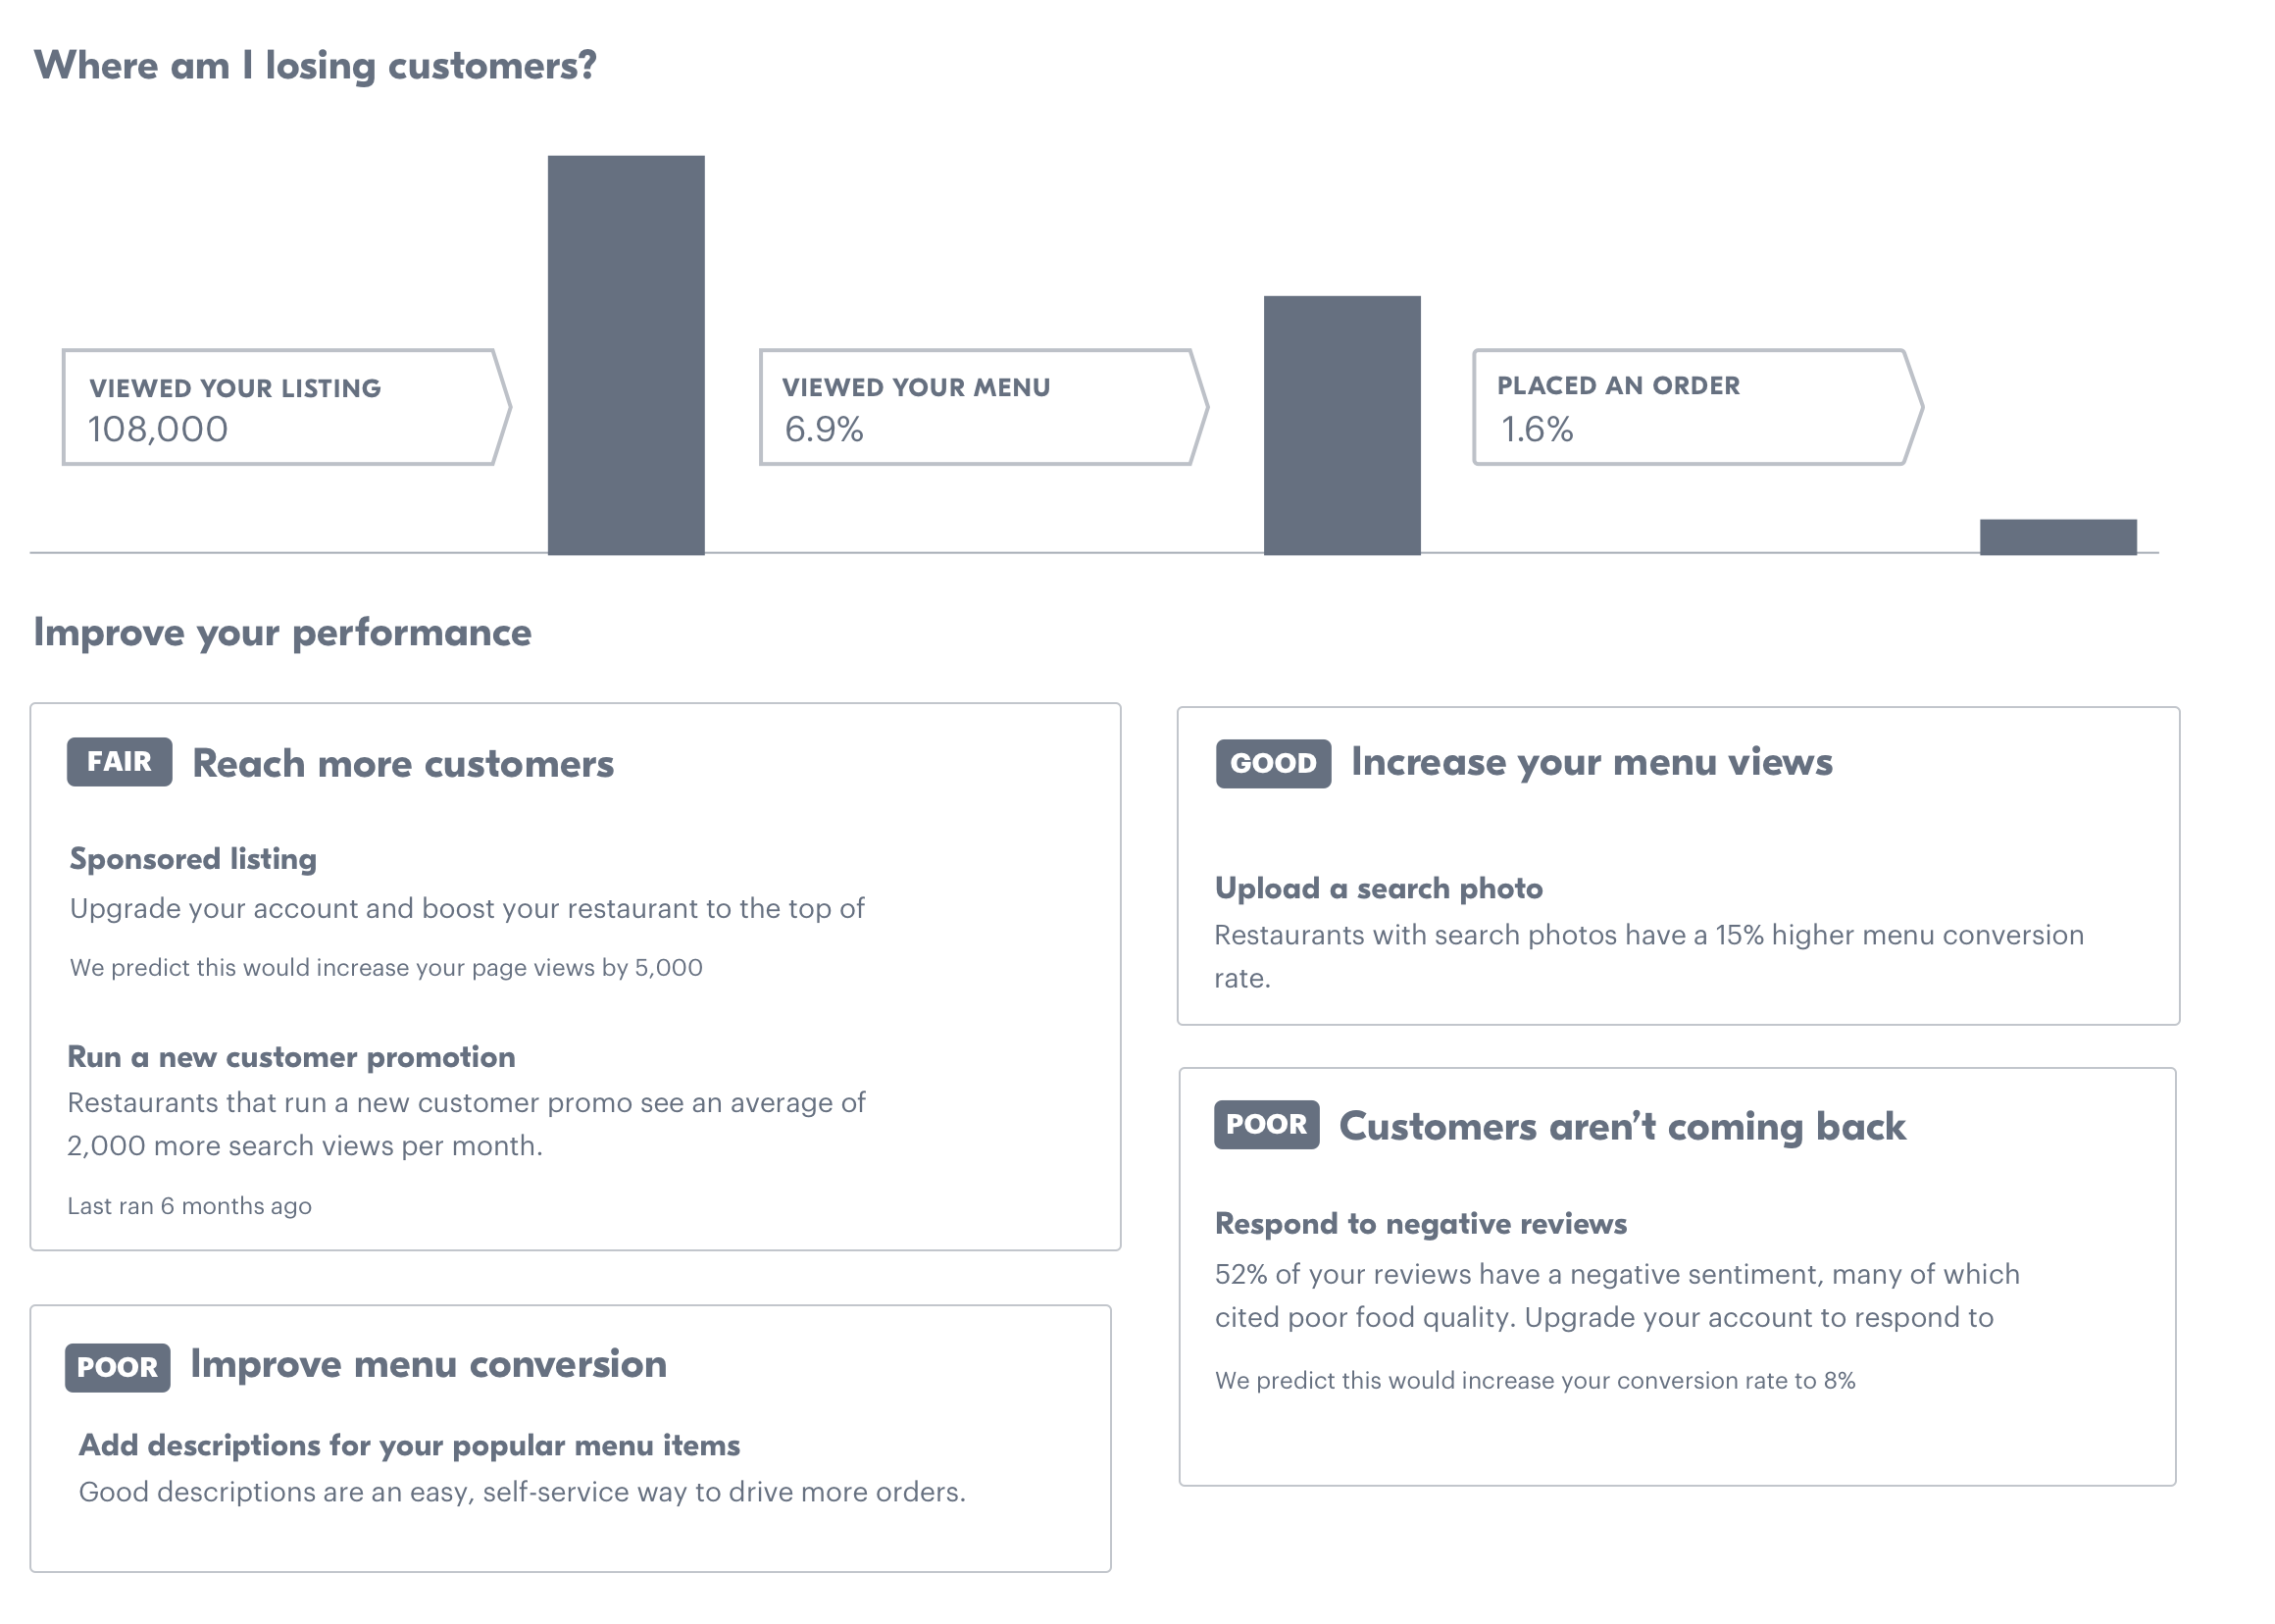 Where am I losing customers?
VIEWED YOUR LISTING
108,000
VIEWED YOUR MENU
6.9%
PLACED AN ORDER
1.6%
Improve your performance
FAIR Reach more customers
Sponsored listing
Upgrade your account and boost your restaurant to the top of
We predict this would increase your page views by 5,000
Run a new customer promotion
Restaurants that run a new customer promo see an average of
2,000 more search views per month.
Last ran 6 months ago
GOOD Increase your menu views
Upload a search photo
Restaurants with search photos have a 15% higher menu conversion
rate.
POOR Improve menu conversion
Add descriptions for your popular menu items
Good descriptions are an easy, self-service way to drive more orders.
POOR Customers aren’t coming back
Respond to negative reviews
52% of your reviews have a negative sentiment, many of which
cited poor food quality. Upgrade your account to respond to
We predict this would increase your conversion rate to 8%